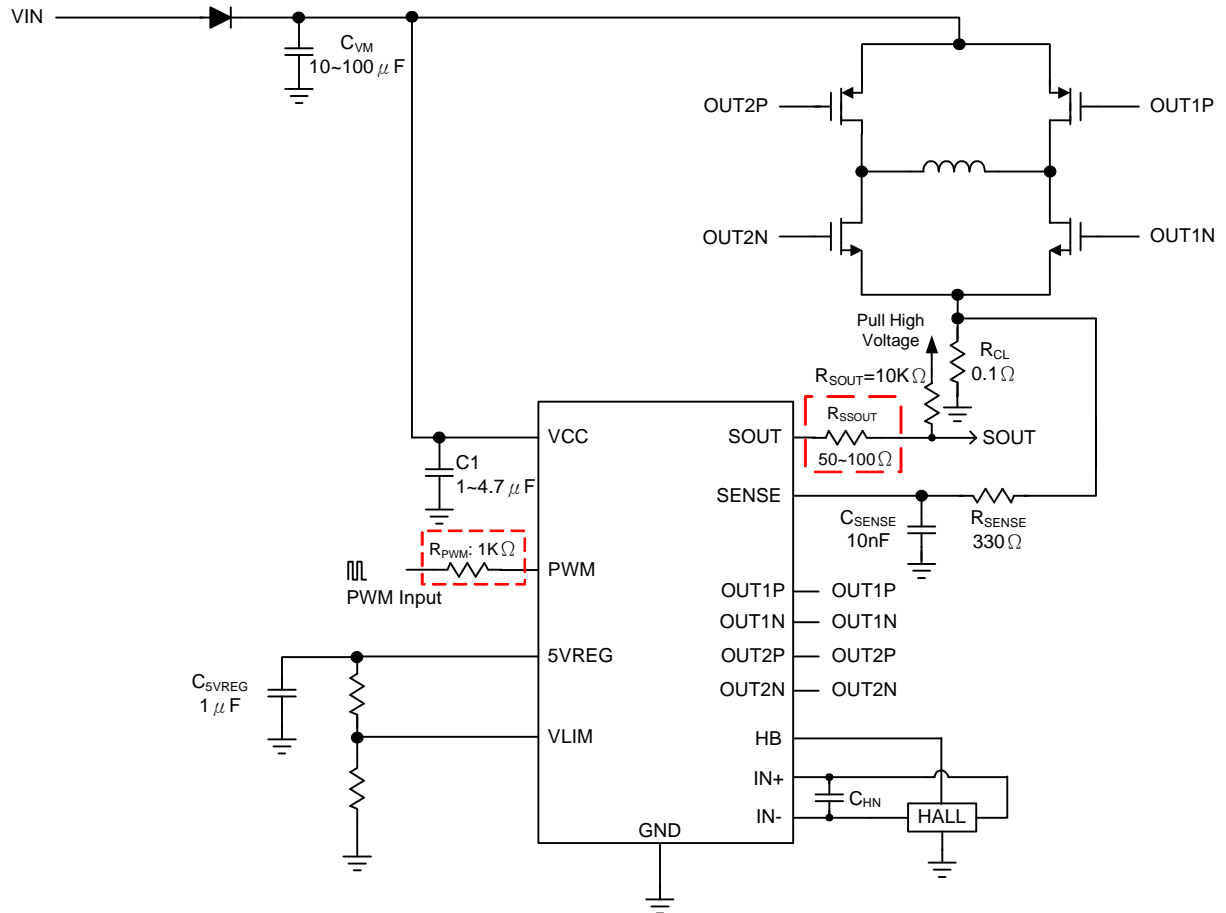 VIN
CVM
10~100μF
OUT2P
OUT1P
OUT2N
OUT1N
Pull High
Voltage
RCL
0.1Ω
RSOUT=10KΩ
RSSOUT
50~100Ω
VCC
SOUT
SOUT
C1
1~4.7μF
SENSE
CSENSE
10nF
RSENSE
330Ω
RPWM: 1KΩ
PWM
PWM Input
OUT1P
OUT1P
OUT1N
OUT1N
5VREG
OUT2P
OUT2P
C5VREG
1μF
OUT2N
OUT2N
VLIM
HB
IN+
CHN
IN-
HALL
GND